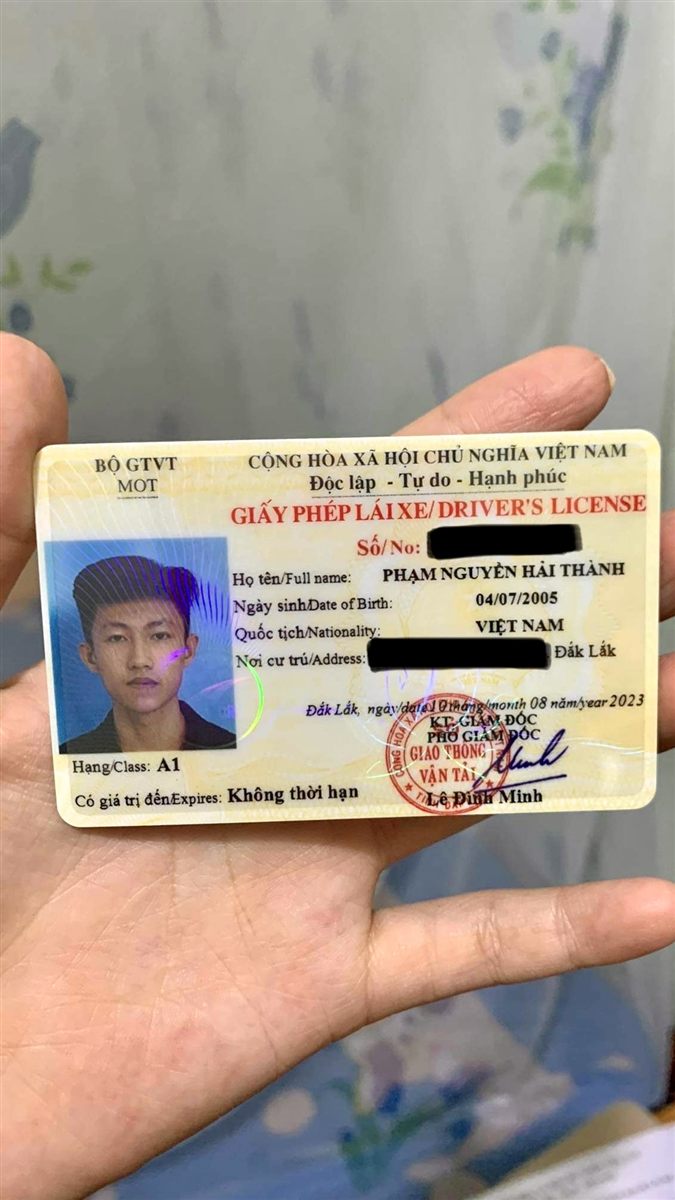 BỘ GTVT
MOT
CỘNG HÒA XÃ HỘI CHỦ NGHĨA VIỆT NAM
Độc lập - Tự do - Hạnh phúc
GIẤY PHÉP LÁI XE/DRIVER'S LICENSE
Số/No:
Họ tên/Full name: PHẠM NGUYỄN HẢI THÀNH
Ngày sinh/Date of Birth: 04/07/2005
Quốc tịch/Nationality: VIỆT NAM
Nơi cư trú/Address: Đắk Lắk
Đắk Lắk, ngày/date 10 tháng/month 08 năm/year 2023
KT. GIÁM ĐỐC
PHÓ GIÁM ĐỐC
GIAO THÔNG
VẬN TẢI
Lê Đình Minh
Hạng/Class: A1
Có giá trị đến/Expires: Không thời hạn